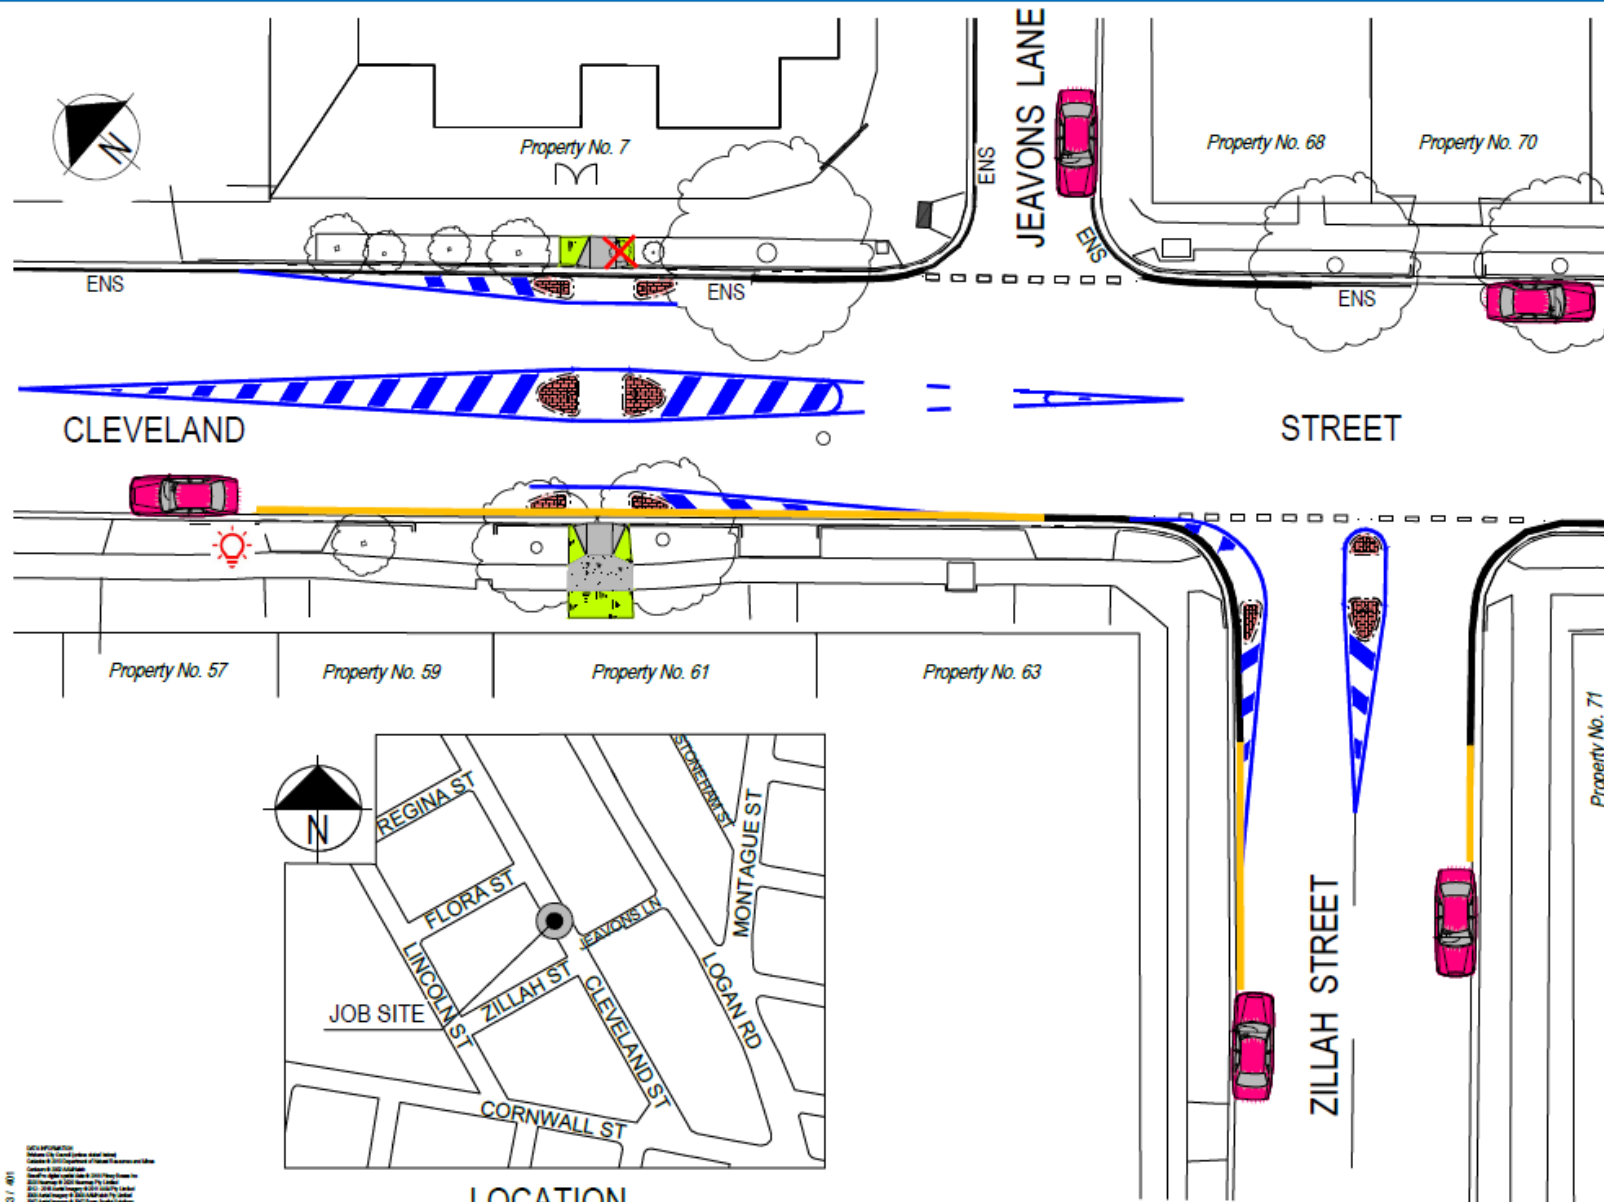 JEAVONS LANE
ENS
N
Property No. 7
Property No. 68
Property No. 70
ENS
ENS
ENS
ENS
CLEVELAND
STREET
Property No. 57
Property No. 59
Property No. 61
Property No. 63
Property No. 71
ZILLAH STREET
N
REGINA ST
STONEHAM ST
MONTAGUE ST
FLORA ST
JEAVONS LN
LINCOLN ST
ZILLAH ST
LOGAN RD
JOB SITE
CLEVELAND ST
CORNWALL ST
DATA INFORMATION
LOCATION